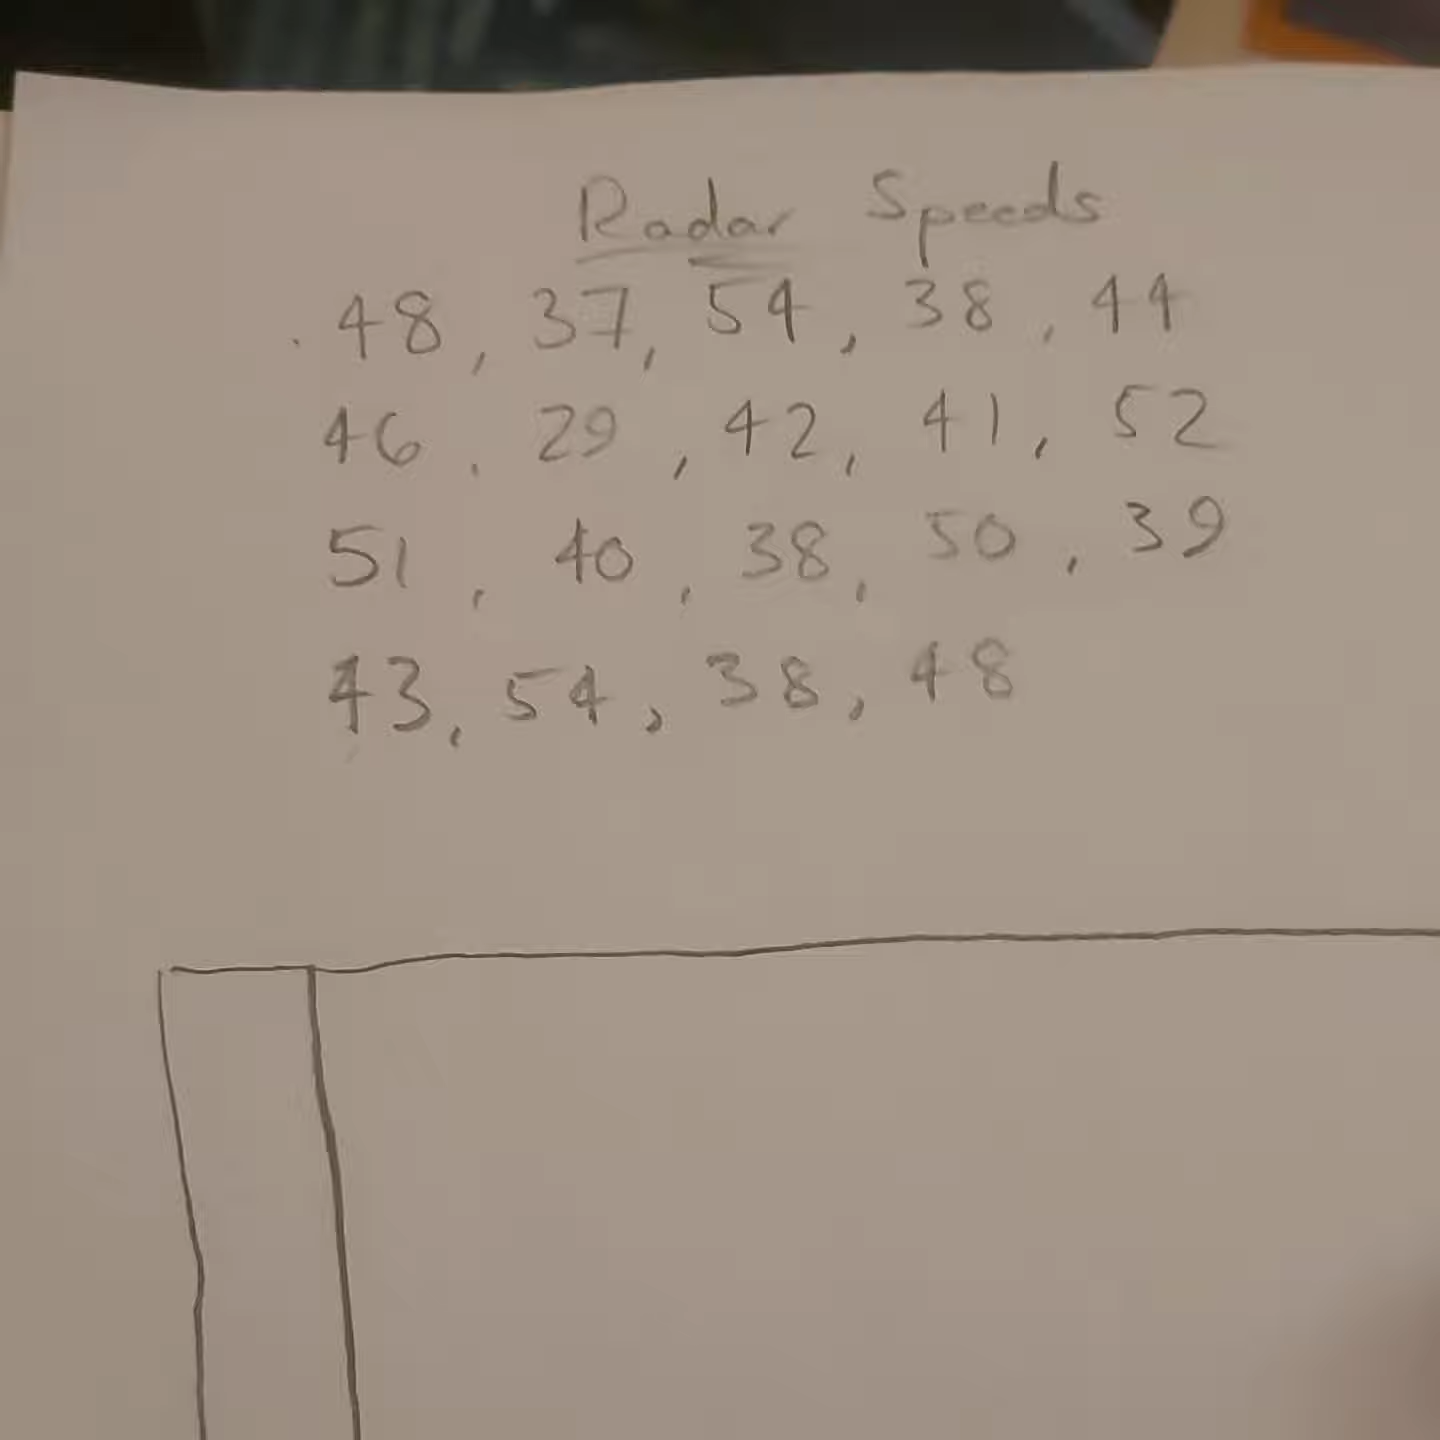 Radar Speeds
48, 37, 54, 38, 44
46, 29, 42, 41, 52
51, 40, 38, 50, 39
43, 54, 38, 48